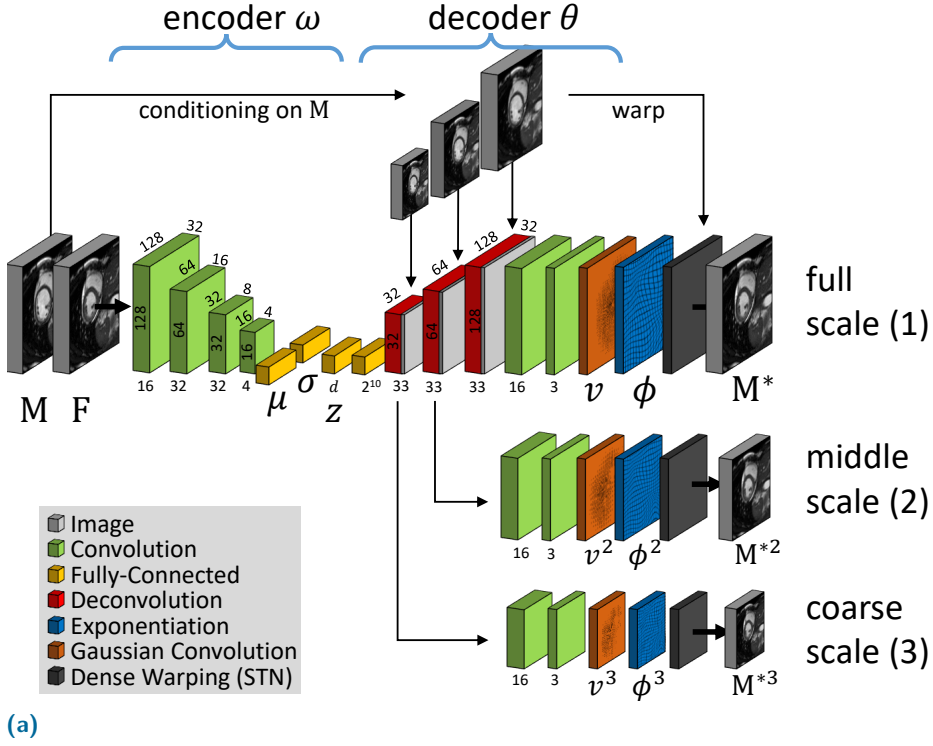 encoder ω decoder θ
conditioning on M
warp
128 32
64 16
32 8
16 4
128
64
32
16
16 32 32 4
M F
μ σ
d 2¹⁰
z
32 64 128 32
32
64
128
33 33 33 16 3
v ϕ M*
full
scale (1)
16 3
v² ϕ² M*²
middle
scale (2)
16 3
v³ ϕ³ M*³
coarse
scale (3)
Image
Convolution
Fully-Connected
Deconvolution
Exponentiation
Gaussian Convolution
Dense Warping (STN)
(a)